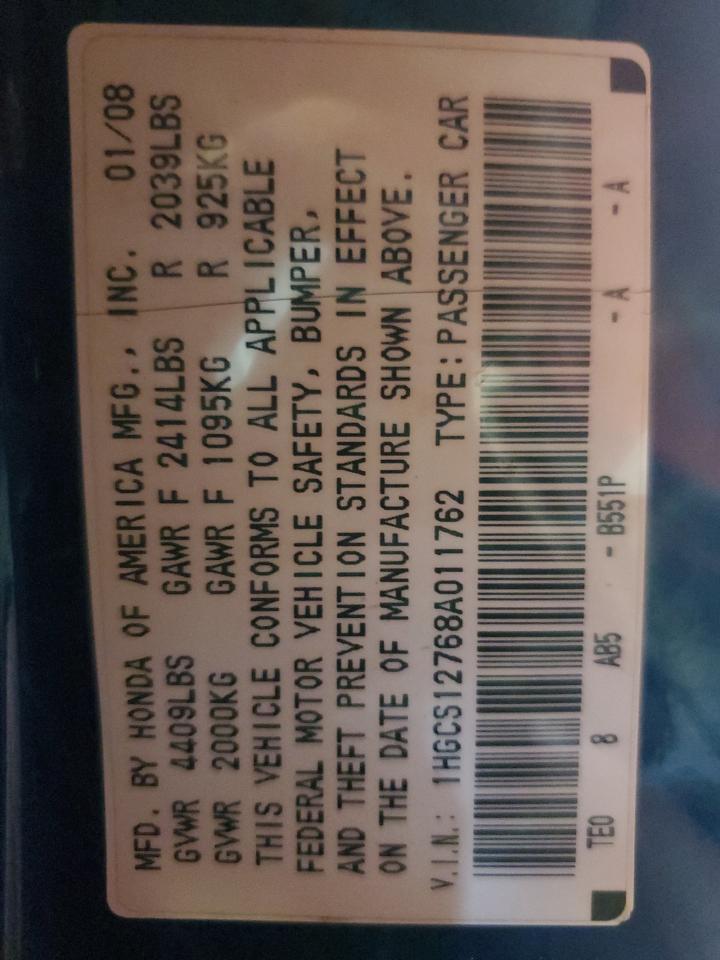 MFD. BY HONDA OF AMERICA MFG., INC. 01/08
GVWR 4409LBS GAWR F 2414LBS R 2039LBS
GVWR 2000KG GAWR F 1095KG R 925KG
THIS VEHICLE CONFORMS TO ALL APPLICABLE
FEDERAL MOTOR VEHICLE SAFETY, BUMPER,
AND THEFT PREVENTION STANDARDS IN EFFECT
ON THE DATE OF MANUFACTURE SHOWN ABOVE.
V.I.N.: 1HGCS12768A011762 TYPE:PASSENGER CAR
TE0 8 AB5 - B551P - A - A